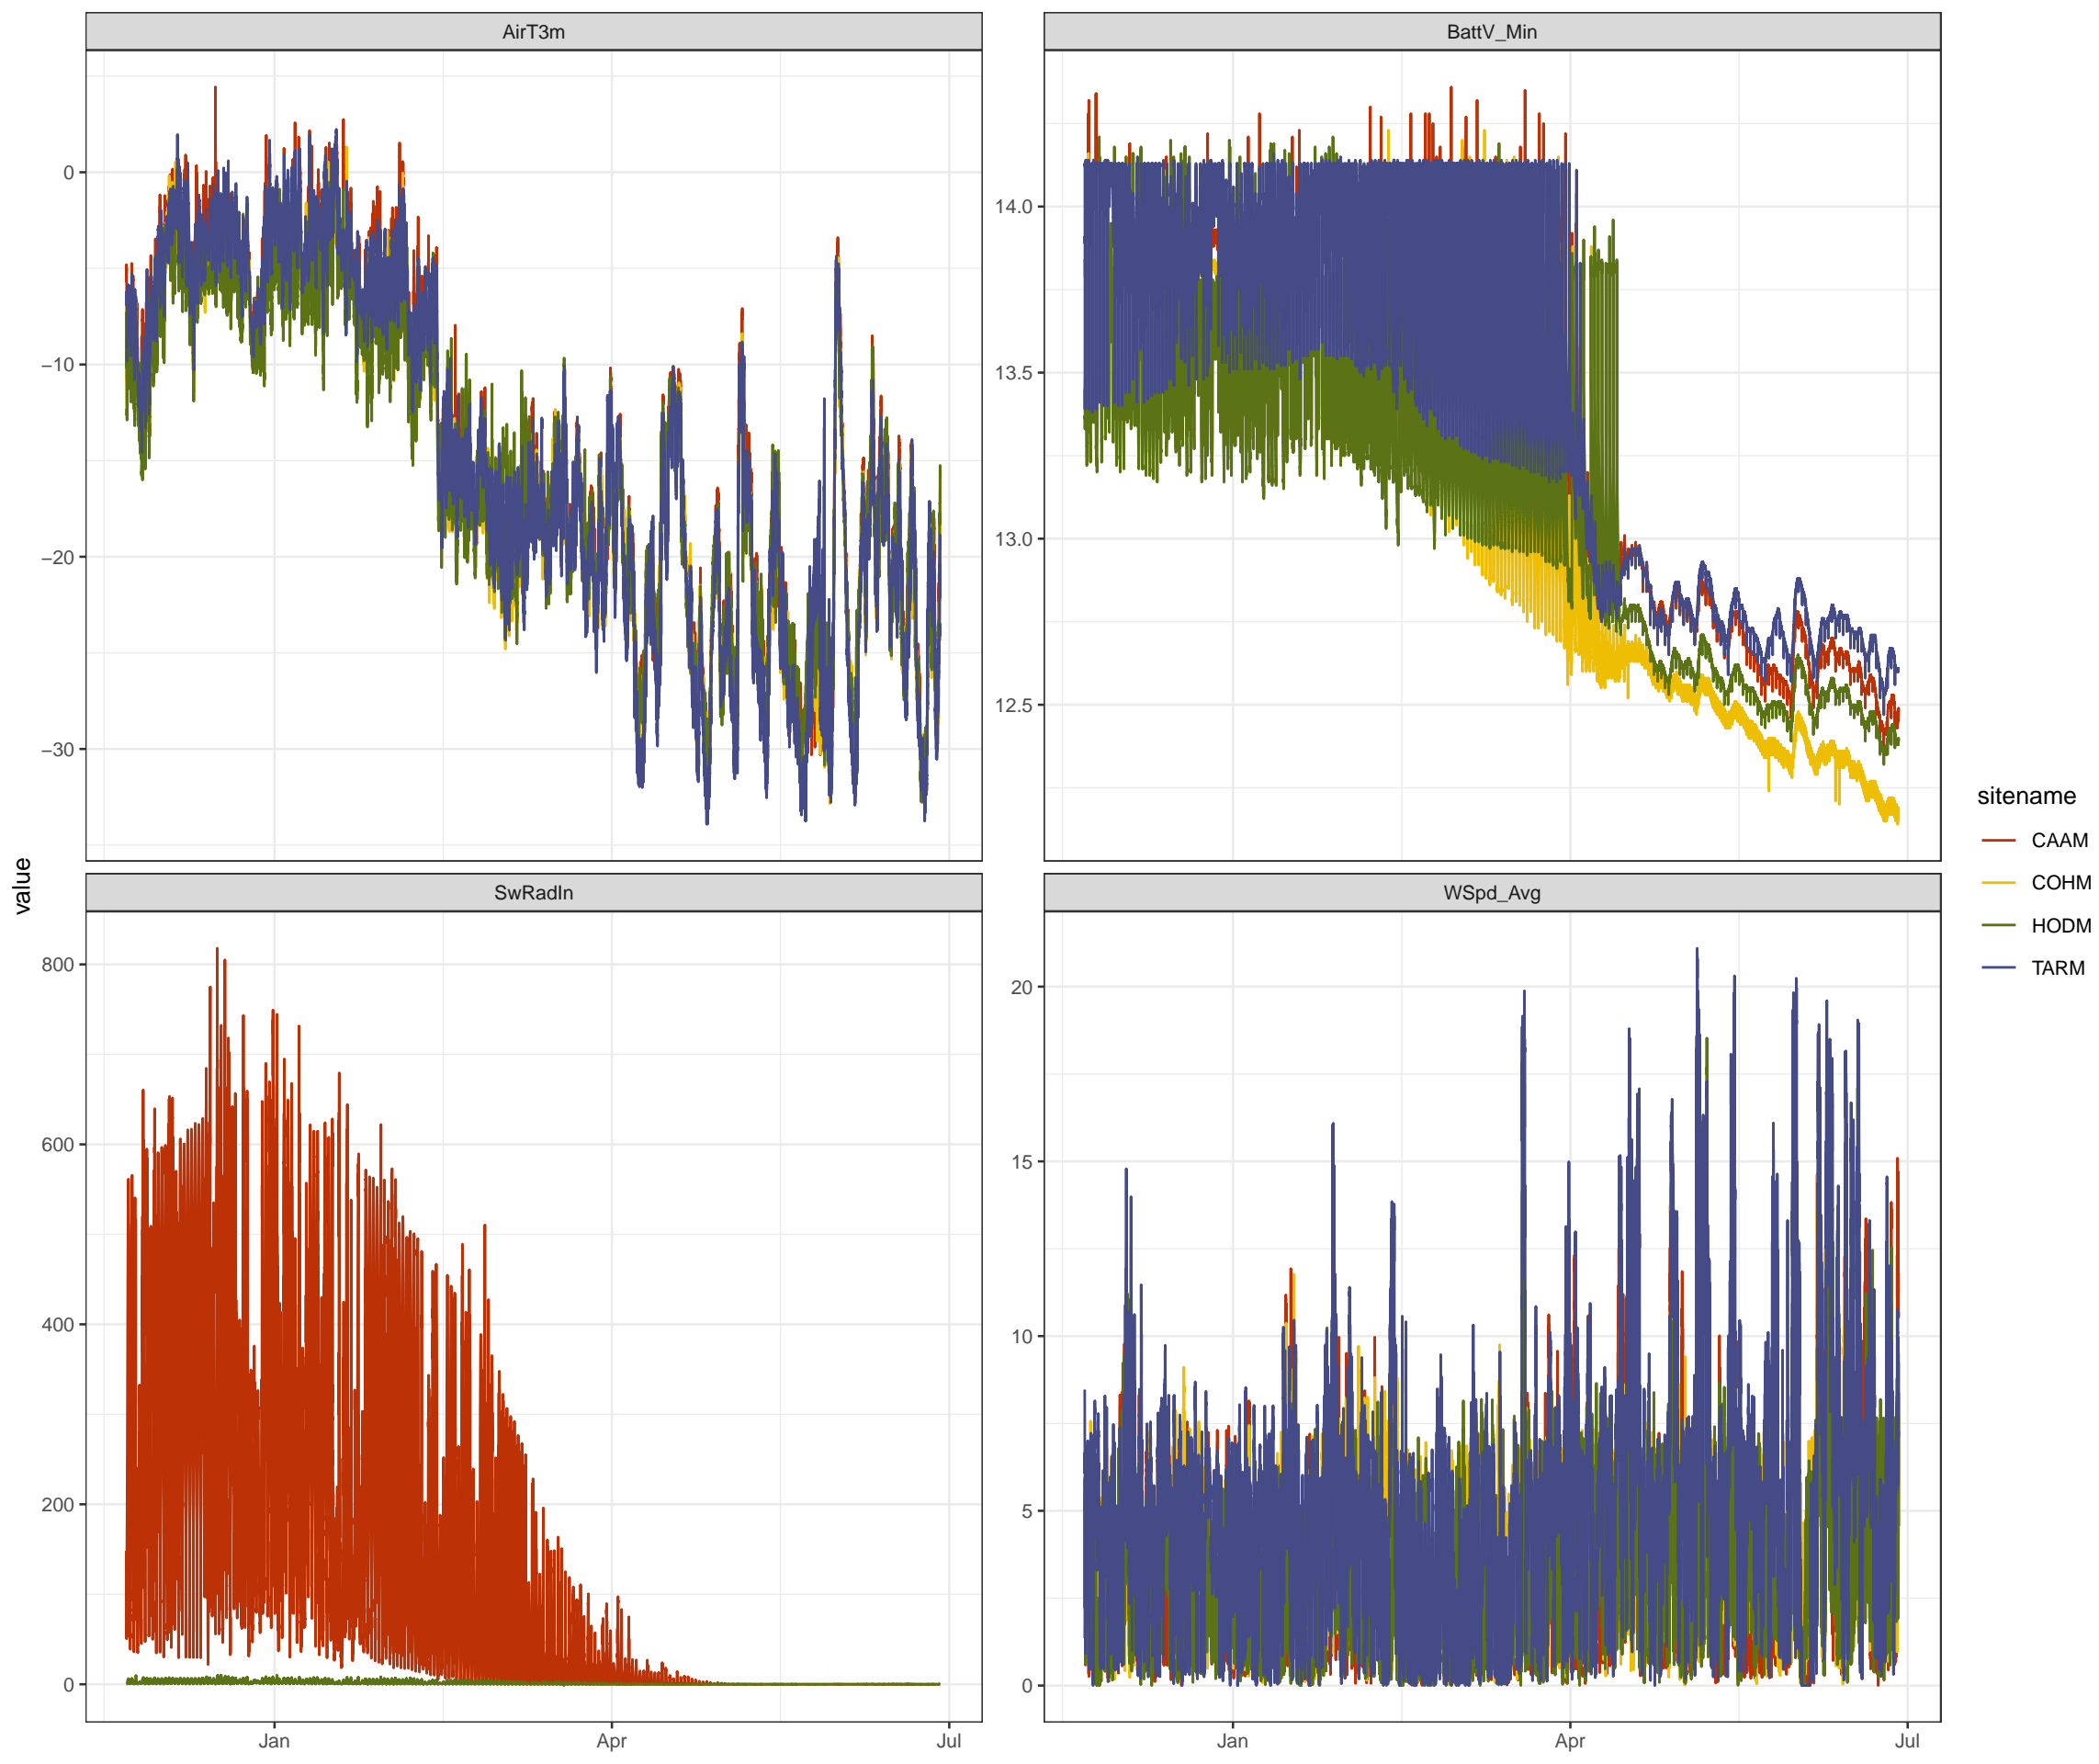 AirT3m
BattV_Min
0
−10
−20
−30
14.0
13.5
13.0
12.5
value
SwRadIn
WSpd_Avg
800
600
400
200
0
20
15
10
5
0
Jan
Apr
Jul
Jan
Apr
Jul
sitename
CAAM
COHM
HODM
TARM